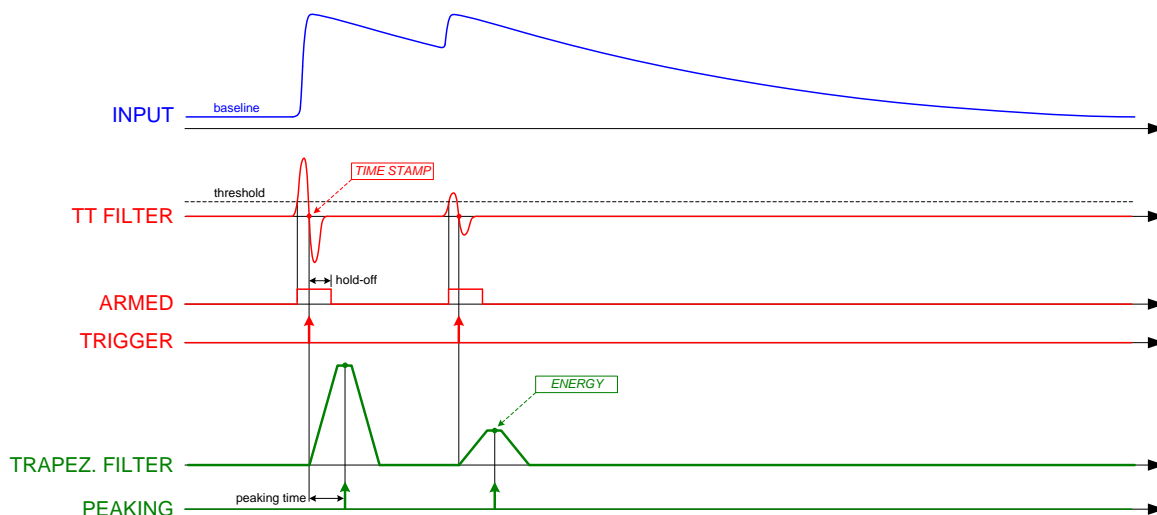 INPUT
baseline
TIME STAMP
threshold
TT FILTER
hold-off
ARMED
TRIGGER
ENERGY
TRAPEZ. FILTER
peaking time
PEAKING